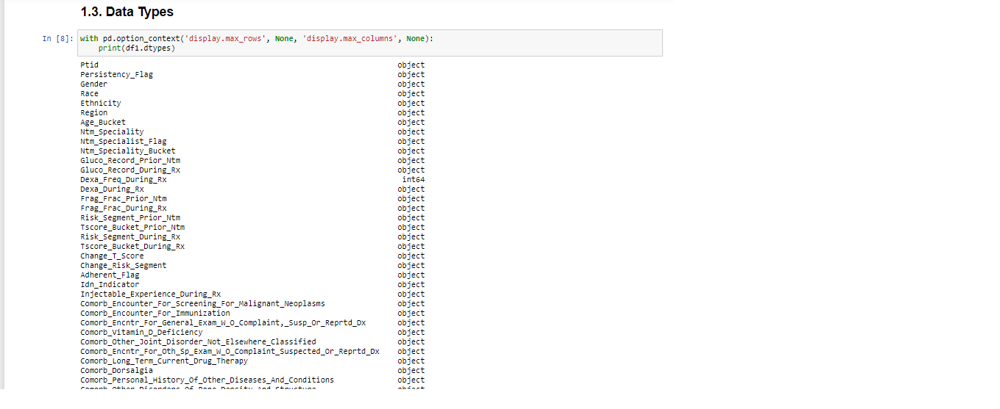 1.3. Data Types
In [8]: with pd.option_context('display.max_rows', None, 'display.max_columns', None):
print(df1.dtypes)
Ptid object
Persistency_Flag object
Gender object
Race object
Ethnicity object
Region object
Age_Bucket object
Ntm_Speciality object
Ntm_Specialist_Flag object
Ntm_Speciality_Bucket object
Gluco_Record_Prior_Ntm object
Gluco_Record_During_Rx object
Dexa_Freq_During_Rx int64
Dexa_During_Rx object
Frag_Frac_Prior_Ntm object
Frag_Frac_During_Rx object
Risk_Segment_Prior_Ntm object
Tscore_Bucket_Prior_Ntm object
Risk_Segment_During_Rx object
Tscore_Bucket_During_Rx object
Change_T_Score object
Change_Risk_Segment object
Adherent_Flag object
Idn_Indicator object
Injectable_Experience_During_Rx object
Comorb_Encounter_For_Screening_For_Malignant_Neoplasms object
Comorb_Encounter_For_Immunization object
Comorb_Encntr_For_General_Exam_W_O_Complaint,_Susp_Or_Reprtd_Dx object
Comorb_Vitamin_D_Deficiency object
Comorb_Other_Joint_Disorder_Not_Elsewhere_Classified object
Comorb_Encntr_For_Oth_Sp_Exam_W_O_Complaint_Suspected_Or_Reprtd_Dx object
Comorb_Long_Term_Current_Drug_Therapy object
Comorb_Dorsalgia object
Comorb_Personal_History_Of_Other_Diseases_And_Conditions object
Comorb_Other_Disorders_Of_Bone_Density_And_Structure object